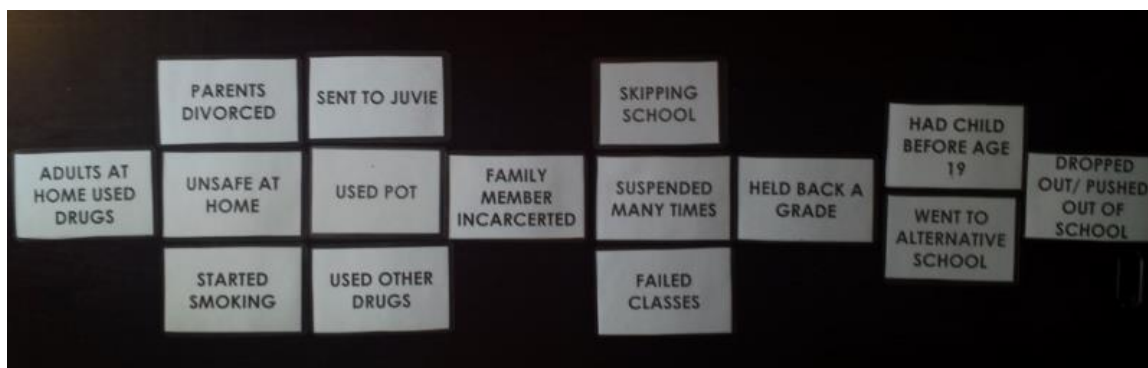 ADULTS AT
HOME USED
DRUGS
PARENTS
DIVORCED
UNSAFE AT
HOME
STARTED
SMOKING
SENT TO JUVIE
USED POT
USED OTHER
DRUGS
FAMILY
MEMBER
INCARCERTED
SKIPPING
SCHOOL
SUSPENDED
MANY TIMES
FAILED
CLASSES
HELD BACK A
GRADE
HAD CHILD
BEFORE AGE
19
WENT TO
ALTERNATIVE
SCHOOL
DROPPED
OUT/ PUSHED
OUT OF
SCHOOL